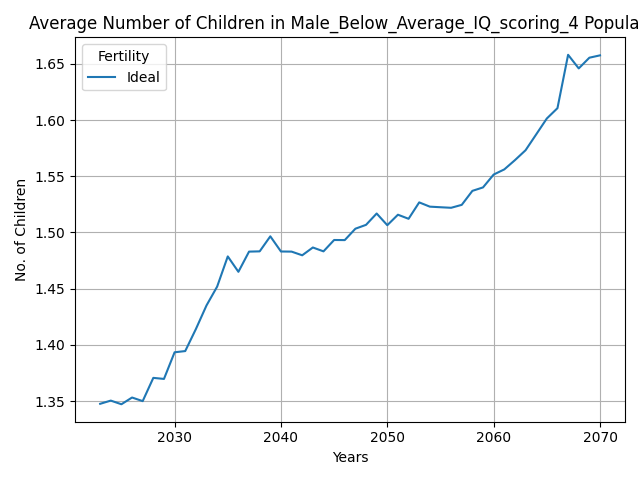 Average Number of Children in Male_Below_Average_IQ_scoring_4 Popula
Fertility
Ideal
1.65
1.60
1.55
1.50
1.45
1.40
1.35
No. of Children
2030 2040 2050 2060 2070
Years